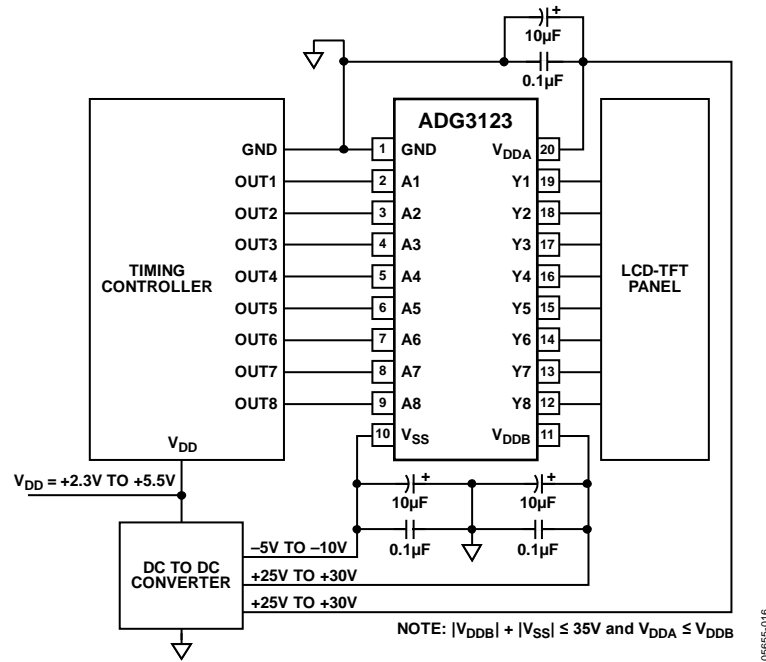 10µF
+
0.1µF
ADG3123
GND 1 GND VDDA 20
OUT1 2 A1 Y1 19
OUT2 3 A2 Y2 18
OUT3 4 A3 Y3 17
OUT4 5 A4 Y4 16
OUT5 6 A5 Y5 15
OUT6 7 A6 Y6 14
OUT7 8 A7 Y7 13
OUT8 9 A8 Y8 12
10 VSS VDDB 11
TIMING
CONTROLLER
LCD-TFT
PANEL
VDD
VDD = +2.3V TO +5.5V
+ +
10µF 10µF
0.1µF 0.1µF
DC TO DC
CONVERTER
–5V TO –10V
+25V TO +30V
+25V TO +30V
NOTE: |VDDB| + |VSS| ≤ 35V and VDDA ≤ VDDB
05655-016